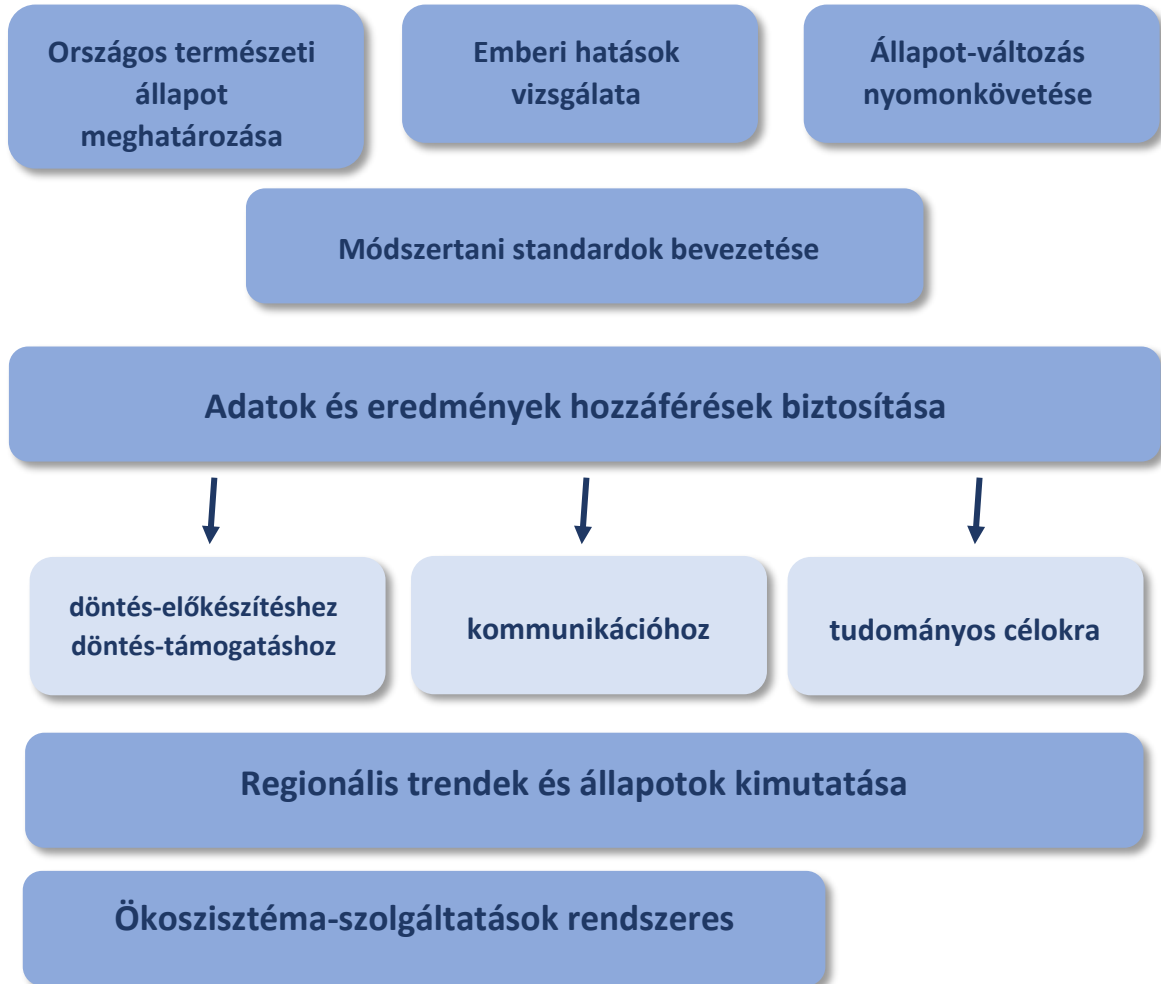 Országos természeti
állapot
meghatározása
Emberi hatások
vizsgálata
Állapot-változás
nyomonkövetése
Módszertani standardok bevezetése
Adatok és eredmények hozzáférések biztosítása
döntés-előkészítéshez
döntés-támogatáshoz
kommunikációhoz
tudományos célokra
Regionális trendek és állapotok kimutatása
Ökoszisztéma-szolgáltatások rendszeres